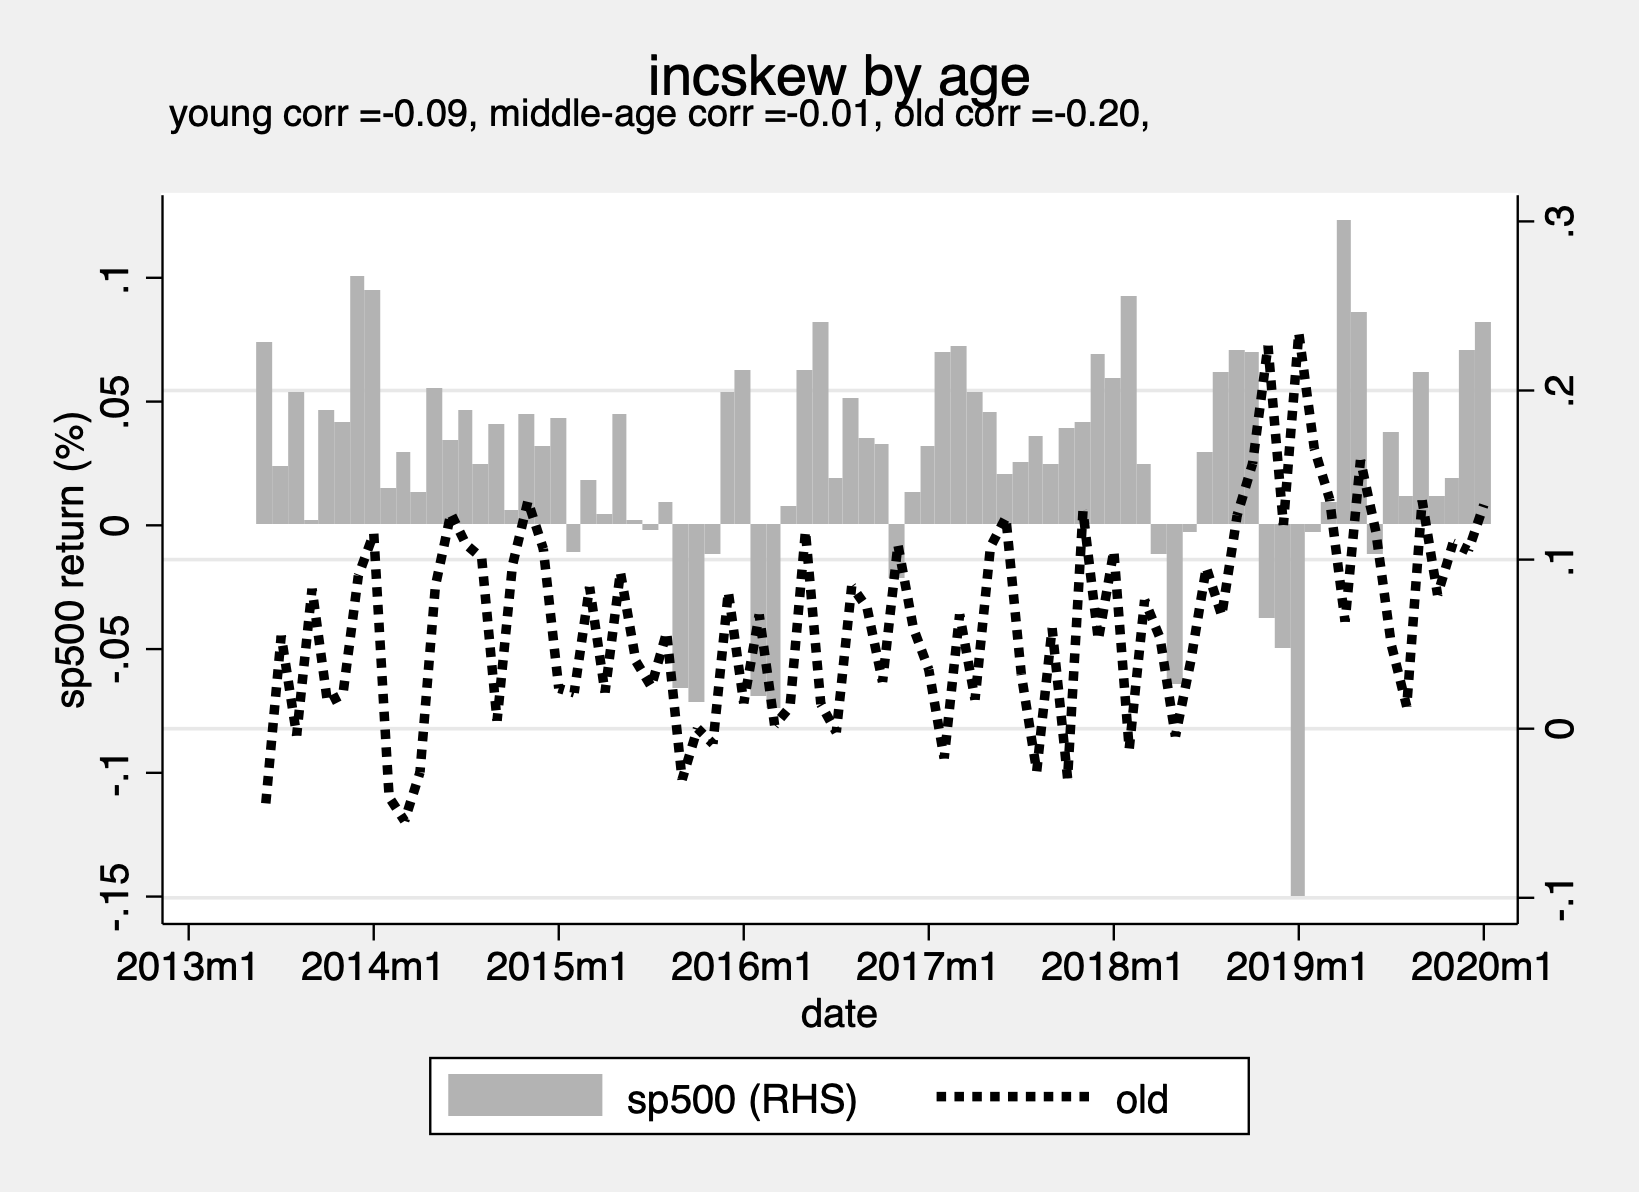 incskew by age
young corr =-0.09, middle-age corr =-0.01, old corr =-0.20,
sp500 return (%)
.1
.05
0
-.05
-.1
-.15
.3
.2
.1
0
-.1
2013m1 2014m1 2015m1 2016m1 2017m1 2018m1 2019m1 2020m1
date
sp500 (RHS) old